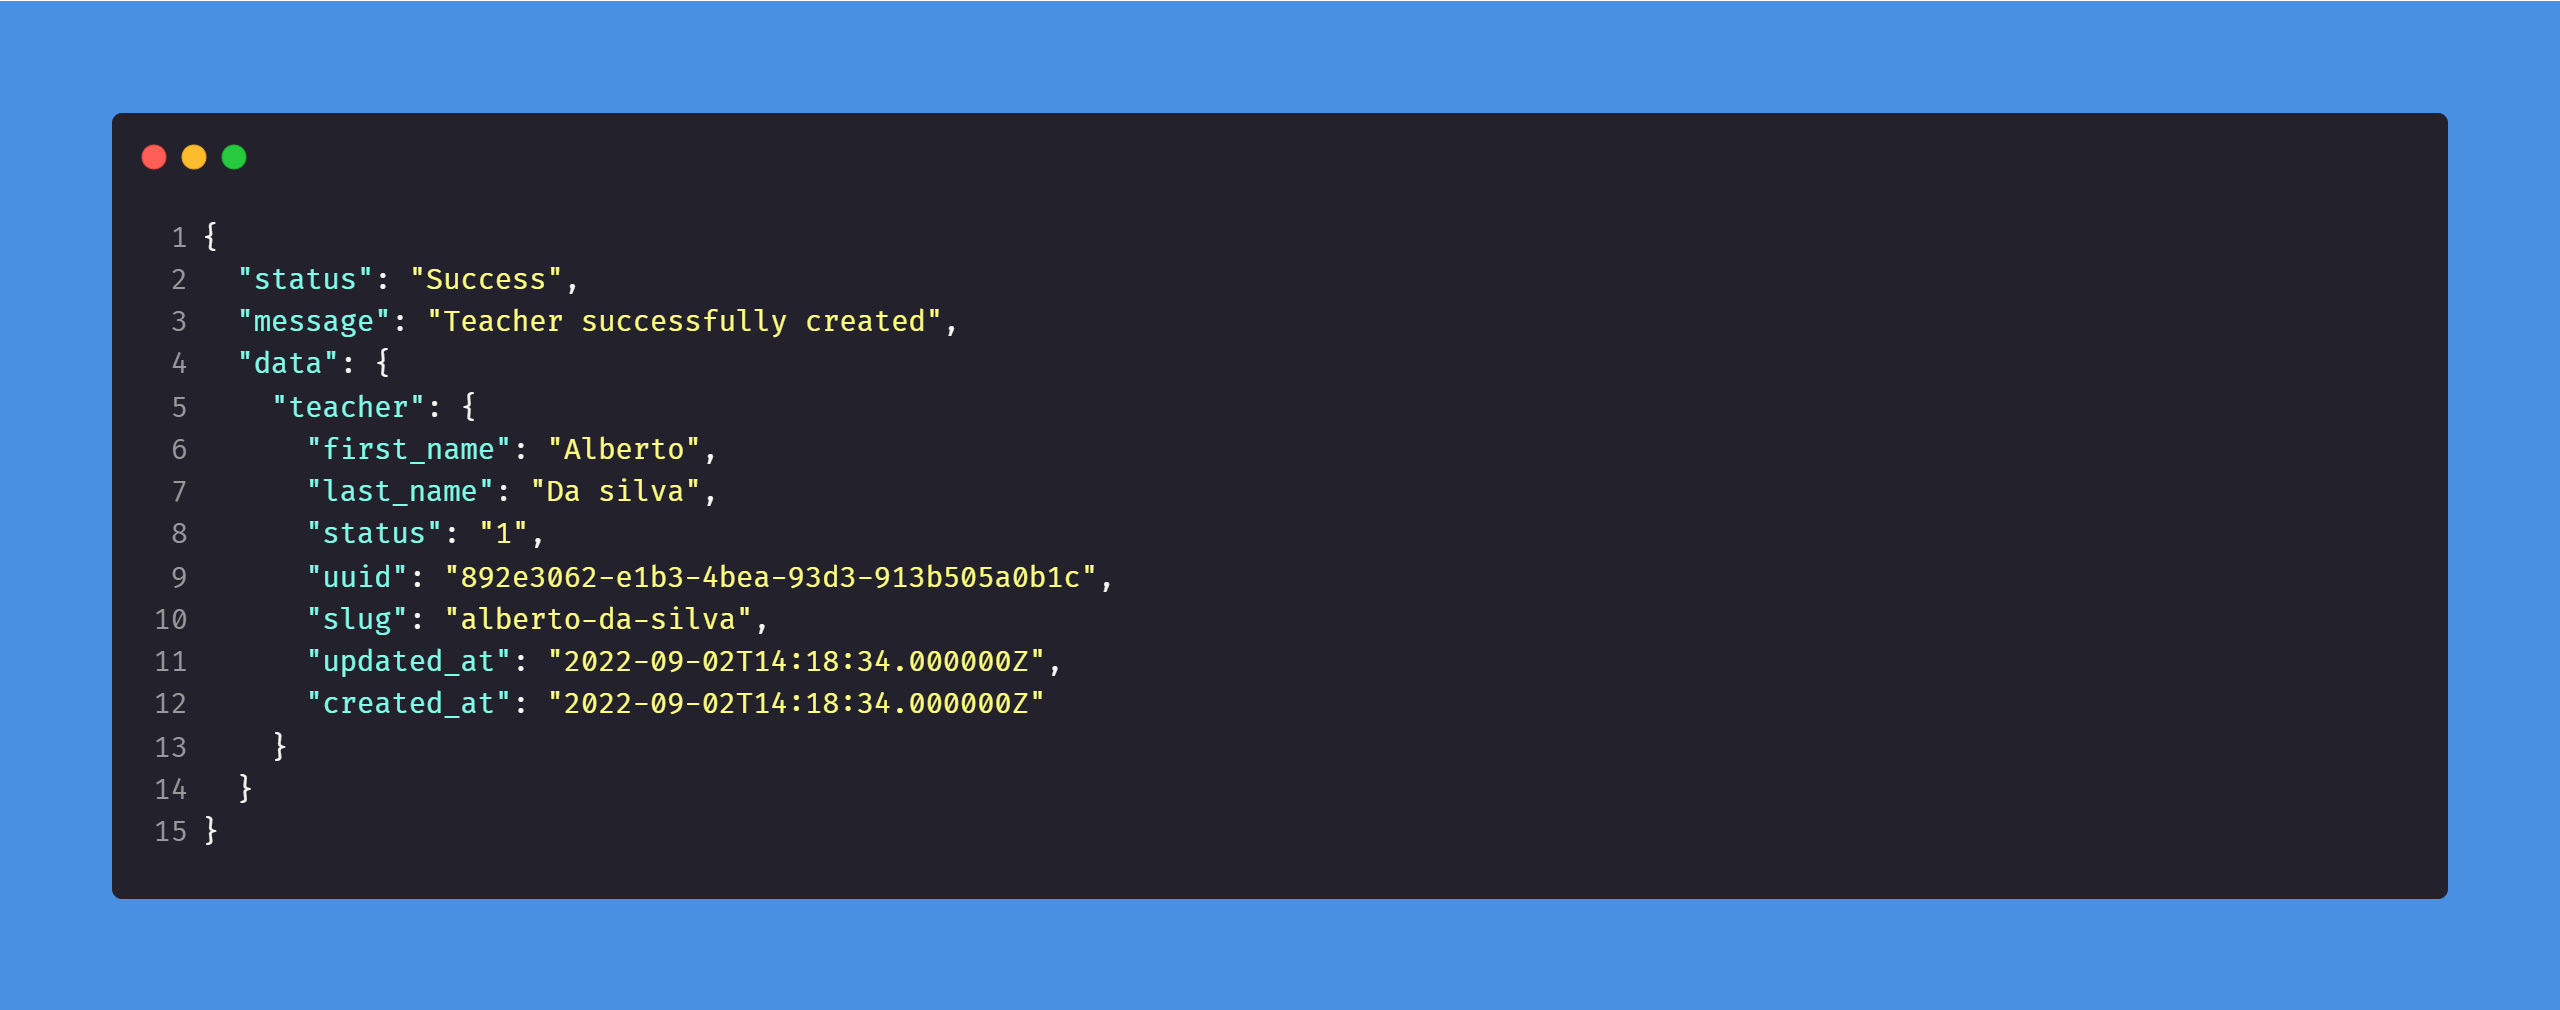 1 {
2   "status": "Success",
3   "message": "Teacher successfully created",
4   "data": {
5     "teacher": {
6       "first_name": "Alberto",
7       "last_name": "Da silva",
8       "status": "1",
9       "uuid": "892e3062-e1b3-4bea-93d3-913b505a0b1c",
10       "slug": "alberto-da-silva",
11       "updated_at": "2022-09-02T14:18:34.000000Z",
12       "created_at": "2022-09-02T14:18:34.000000Z"
13     }
14   }
15 }